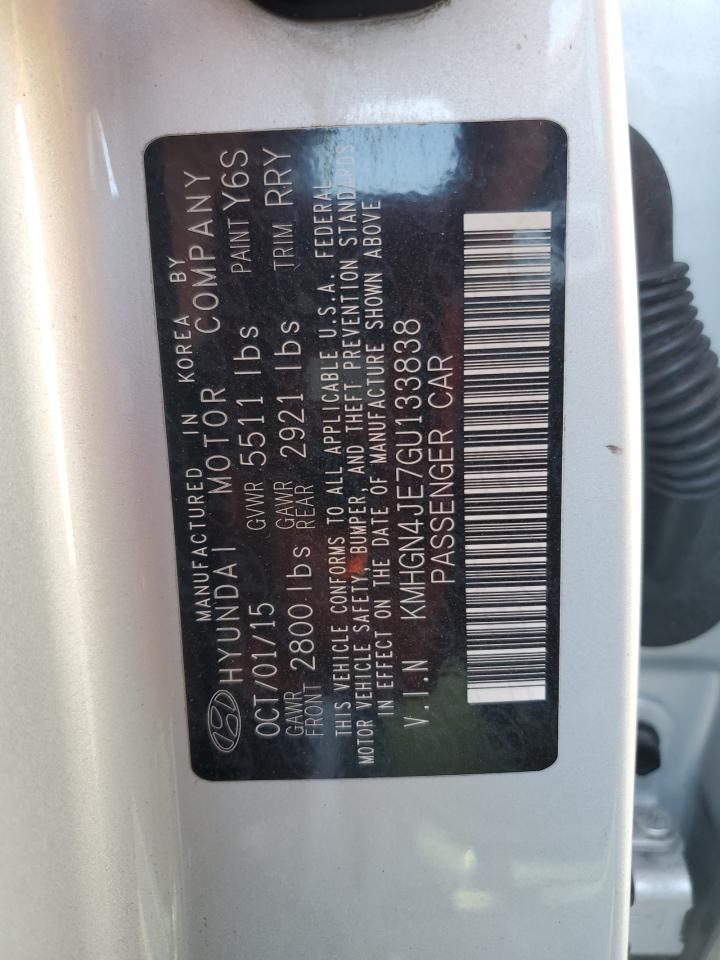 MANUFACTURED IN KOREA BY
HYUNDAI MOTOR COMPANY
OCT/01/15 GVWR 5511 lbs PAINT Y6S
GAWR FRONT 2800 lbs GAWR REAR 2921 lbs TRIM RRY
THIS VEHICLE CONFORMS TO ALL APPLICABLE U.S.A. FEDERAL
MOTOR VEHICLE SAFETY, BUMPER, AND THEFT PREVENTION STANDARDS
IN EFFECT ON THE DATE OF MANUFACTURE SHOWN ABOVE
V.I.N KMHGN4JE7GU133838
PASSENGER CAR